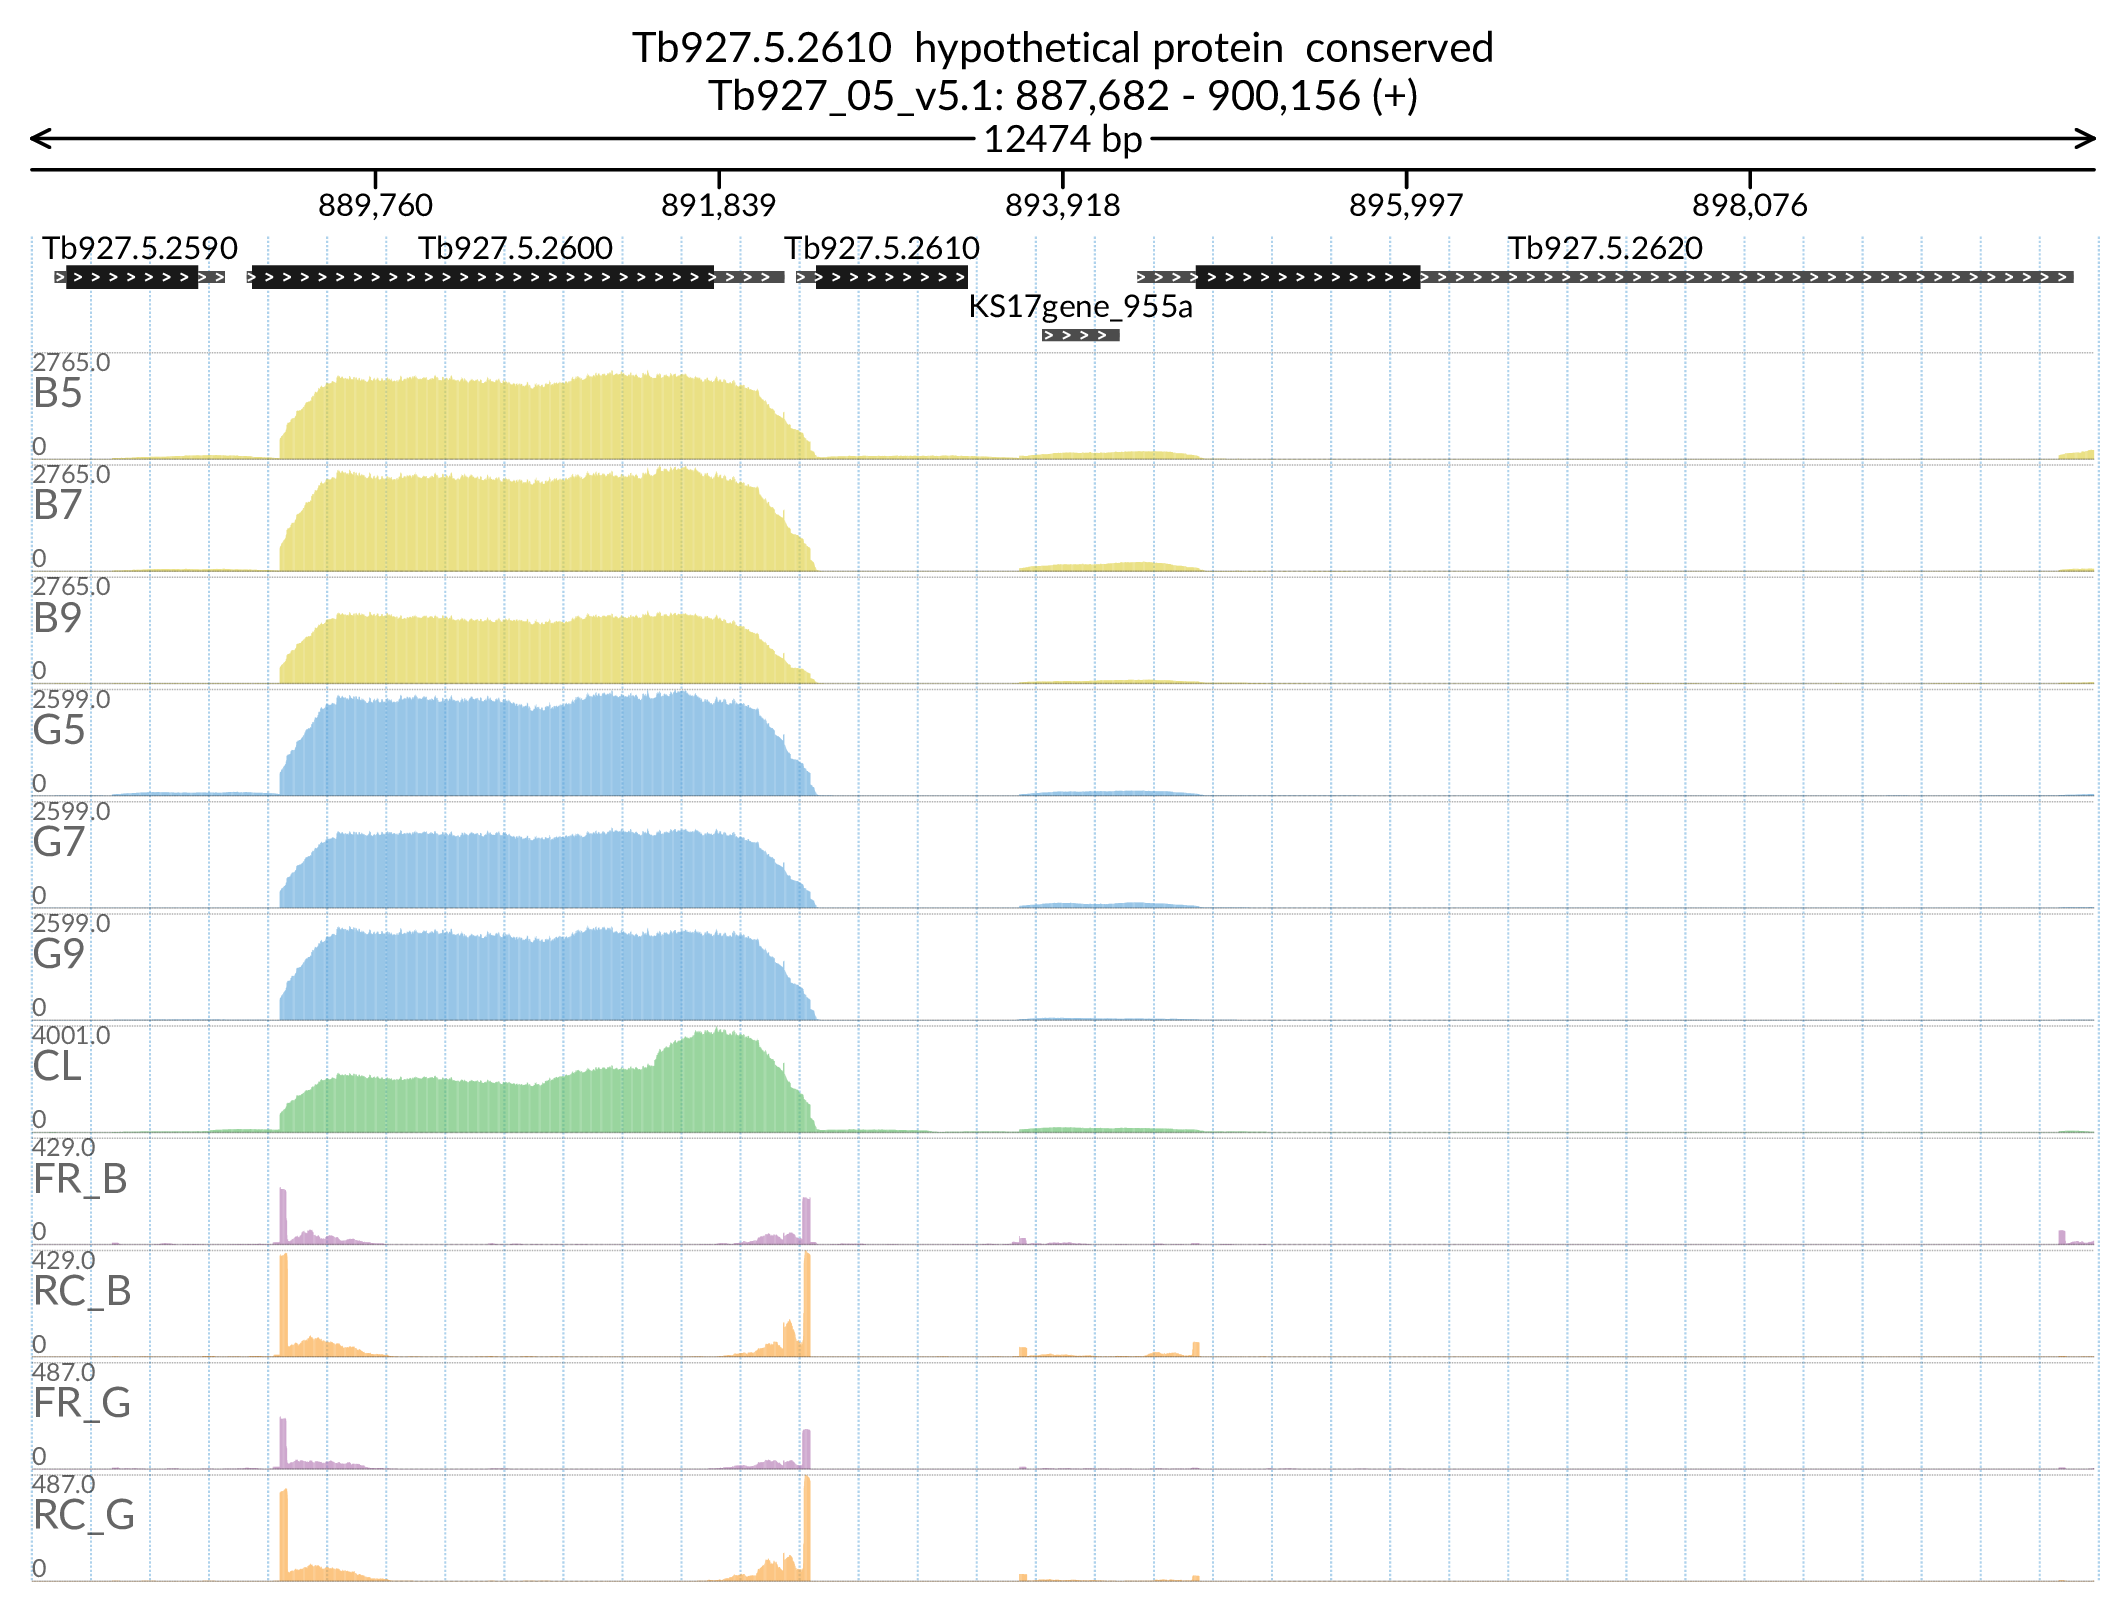 Tb927.5.2610  hypothetical protein  conserved
Tb927_05_v5.1: 887,682 - 900,156 (+)
12474 bp
889,760 891,839 893,918 895,997 898,076
Tb927.5.2590 Tb927.5.2600 Tb927.5.2610 Tb927.5.2620
KS17gene_955a
2765.0
B5
0
2765.0
B7
0
2765.0
B9
0
2599.0
G5
0
2599.0
G7
0
2599.0
G9
0
4001.0
CL
0
429.0
FR_B
0
429.0
RC_B
0
487.0
FR_G
0
487.0
RC_G
0